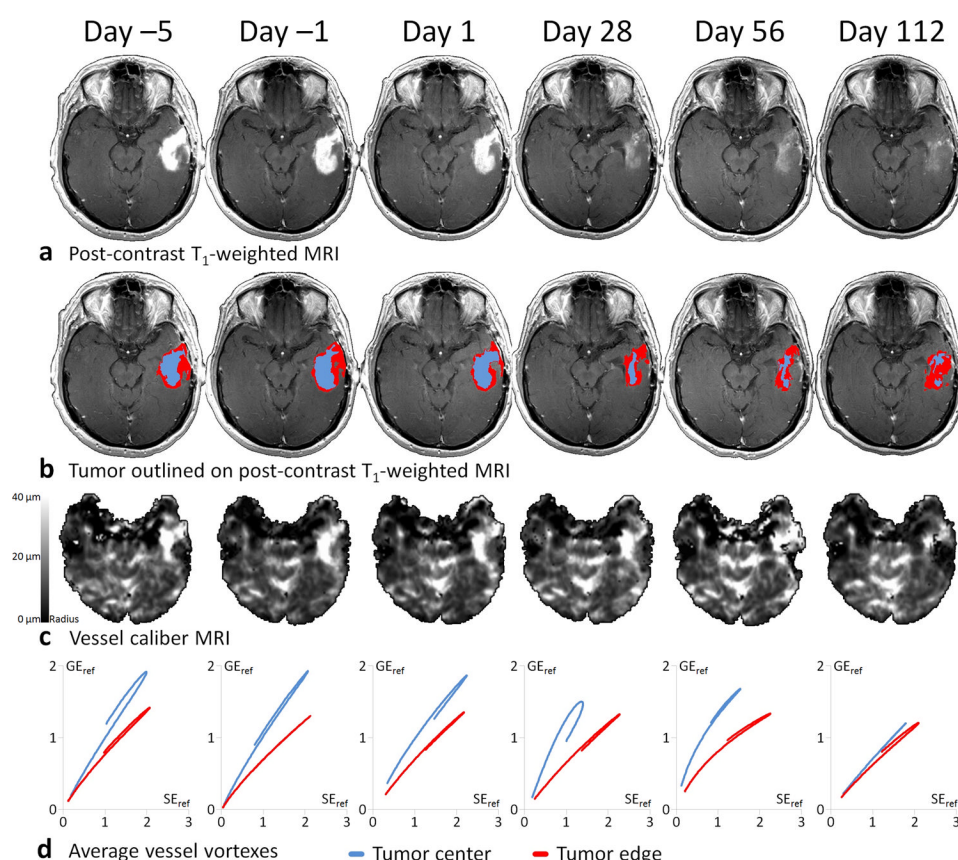 Day –5 Day –1 Day 1 Day 28 Day 56 Day 112
a Post-contrast T₁-weighted MRI
b Tumor outlined on post-contrast T₁-weighted MRI
40 µm
20 µm
0 µm Radius
c Vessel caliber MRI
2 GEref 2 GEref 2 GEref 2 GEref 2 GEref 2 GEref
1 1 1 1 1 1
0 SEref 0 SEref 0 SEref 0 SEref 0 SEref 0 SEref
0 1 2 3 0 1 2 3 0 1 2 3 0 1 2 3 0 1 2 3 0 1 2 3
d Average vessel vortexes Tumor center Tumor edge